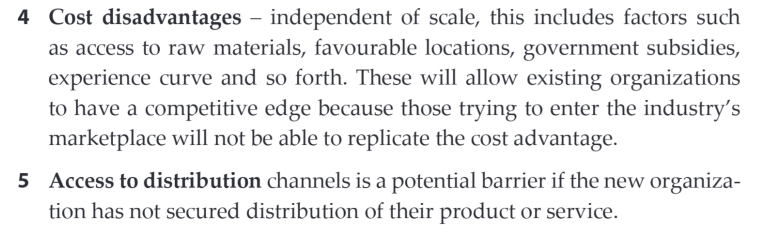 4 Cost disadvantages – independent of scale, this includes factors such
as access to raw materials, favourable locations, government subsidies,
experience curve and so forth. These will allow existing organizations
to have a competitive edge because those trying to enter the industry's
marketplace will not be able to replicate the cost advantage.
5 Access to distribution channels is a potential barrier if the new organiza-
tion has not secured distribution of their product or service.